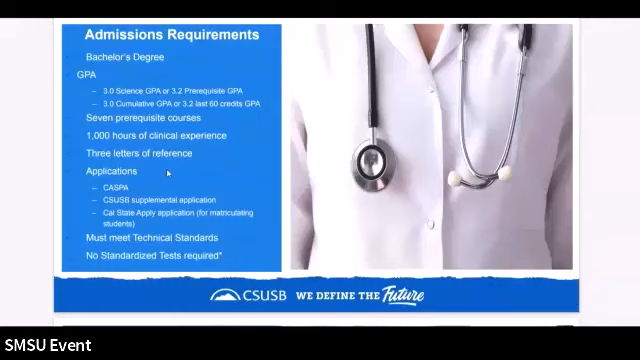 Admissions Requirements
Bachelor's Degree
GPA
– 3.0 Science GPA or 3.2 Prerequisite GPA
– 3.0 Cumulative GPA or 3.2 last 60 credits GPA
Seven prerequisite courses
1,000 hours of clinical experience
Three letters of reference
Applications
– CASPA
– CSUSB supplemental application
– Cal State Apply application (for matriculating
students)
Must meet Technical Standards
No Standardized Tests required*
CSUSB WE DEFINE THE Future
SMSU Event